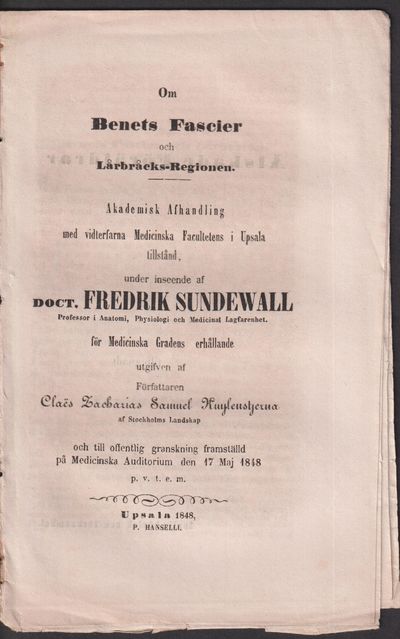 Om
Benets Fascier
och
Lårbråcks-Regionen.
Akademisk Afhandling
med vidterfarna Medicinska Facultetens i Upsala
tillstånd,
under inseende af
DOCT. FREDRIK SUNDEWALL
Professor i Anatomi, Physiologi och Medicinal Lagfarenhet.
för Medicinska Gradens erhållande
utgifven af
Författaren
Claës Zacharias Samuel Huylenstjerna
af Stockholms Landskap
och till offentlig granskning framställd
på Medicinska Auditorium den 17 Maj 1848
p. v. t. e. m.
Upsala 1848,
P. HANSELLI.